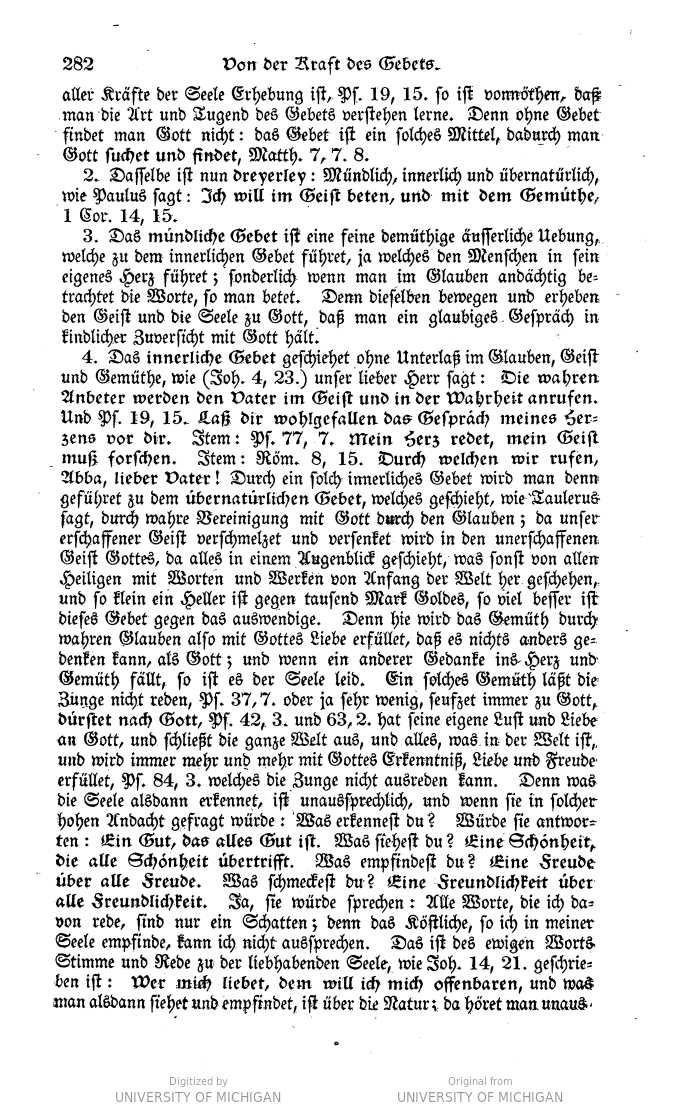 282 Von der Kraft des Gebets.
aller Kräfte der Seele Erhebung ist, Ps. 19, 15. so ist vonnöthen, daß
man die Art und Tugend des Gebets verstehen lerne. Denn ohne Gebet
findet man Gott nicht: das Gebet ist ein solches Mittel, dadurch man
Gott suchet und findet, Matth. 7, 7. 8.
2. Dasselbe ist nun dreyerley: Mündlich, innerlich und übernatürlich,
wie Paulus sagt: Ich will im Geist beten, und mit dem Gemüthe,
1 Cor. 14, 15.
3. Das mündliche Gebet ist eine feine demüthige äusserliche Uebung,
welche zu dem innerlichen Gebet führet, ja welches den Menschen in sein
eigenes Herz führet; sonderlich wenn man im Glauben andächtig be-
trachtet die Worte, so man betet. Denn dieselben bewegen und erheben
den Geist und die Seele zu Gott, daß man ein glaubiges Gespräch in
kindlicher Zuversicht mit Gott hält.
4. Das innerliche Gebet geschiehet ohne Unterlaß im Glauben, Geist
und Gemüthe, wie (Joh. 4, 23.) unser lieber Herr sagt: Die wahren
Anbeter werden den Vater im Geist und in der Wahrheit anrufen.
Und Ps. 19, 15. Laß dir wohlgefallen das Gespräch meines Her-
zens vor dir. Item: Ps. 77, 7. Mein Herz redet, mein Geist
muß forschen. Item: Röm. 8, 15. Durch welchen wir rufen,
Abba, lieber Vater! Durch ein solch innerliches Gebet wird man denn
geführet zu dem übernatürlichen Gebet, welches geschieht, wie Taulerus
sagt, durch wahre Vereinigung mit Gott durch den Glauben; da unser
erschaffener Geist verschmelzet und versenket wird in den unerschaffenen
Geist Gottes, da alles in einem Augenblick geschieht, was sonst von allen
Heiligen mit Worten und Werken von Anfang der Welt her geschehen,
und so klein ein Heller ist gegen tausend Mark Goldes, so viel besser ist
dieses Gebet gegen das auswendige. Denn hie wird das Gemüth durch
wahren Glauben also mit Gottes Liebe erfüllet, daß es nichts anders ge-
denken kann, als Gott; und wenn ein anderer Gedanke ins Herz und
Gemüth fällt, so ist es der Seele leid. Ein solches Gemüth läßt die
Zunge nicht reden, Ps. 37, 7. oder ja sehr wenig, seufzet immer zu Gott,
dürstet nach Gott, Ps. 42, 3. und 63, 2. hat seine eigene Lust und Liebe
an Gott, und schließt die ganze Welt aus, und alles, was in der Welt ist,
und wird immer mehr und mehr mit Gottes Erkenntniß, Liebe und Freude
erfüllet, Ps. 84, 3. welches die Zunge nicht ausreden kann. Denn was
die Seele alsdann erkennet, ist unaussprechlich, und wenn sie in solcher
hohen Andacht gefragt würde: Was erkennest du? Würde sie antwor-
ten: Ein Gut, das alles Gut ist. Was siehest du? Eine Schönheit,
die alle Schönheit übertrifft. Was empfindest du? Eine Freude
über alle Freude. Was schmeckest du? Eine Freundlichkeit über
alle Freundlichkeit. Ja, sie würde sprechen: Alle Worte, die ich da-
von rede, sind nur ein Schatten; denn das Köstliche, so ich in meiner
Seele empfinde, kann ich nicht aussprechen. Das ist des ewigen Worts
Stimme und Rede zu der liebhabenden Seele, wie Joh. 14, 21. geschrie-
ben ist: Wer mich liebet, dem will ich mich offenbaren, und was
man alsdann siehet und empfindet, ist über die Natur; da höret man unaus-
Digitized by Original from
UNIVERSITY OF MICHIGAN UNIVERSITY OF MICHIGAN